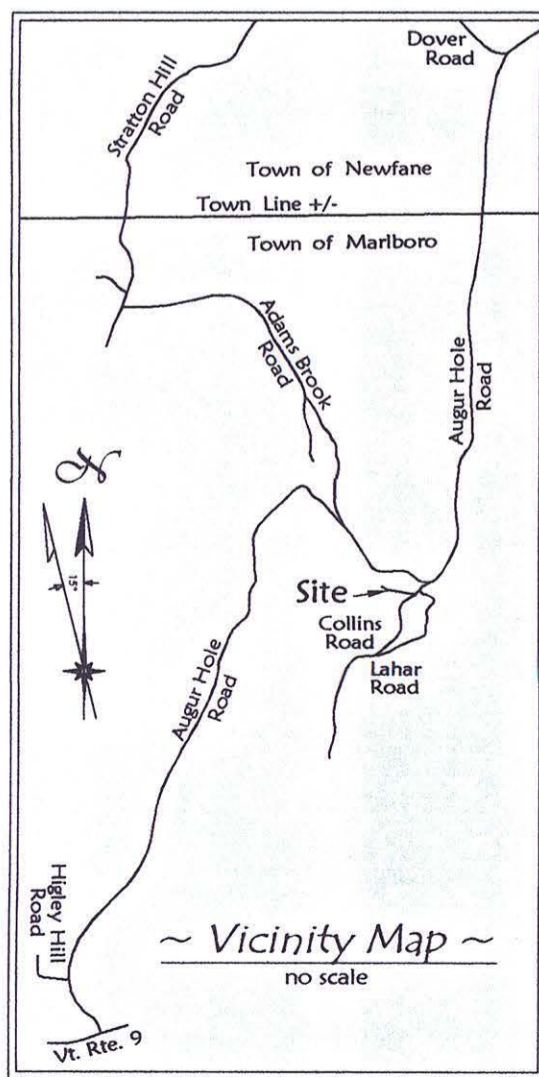 Dover
Road
Stratton Hill
Road
Town of Newfane
Town Line +/-
Town of Marlboro
Adams Brook
Road
Augur Hole
Road
15°
Site
Collins
Road
Lahar
Road
Augur Hole
Road
Higley Hill
Road
~ Vicinity Map ~
no scale
Vt. Rte. 9